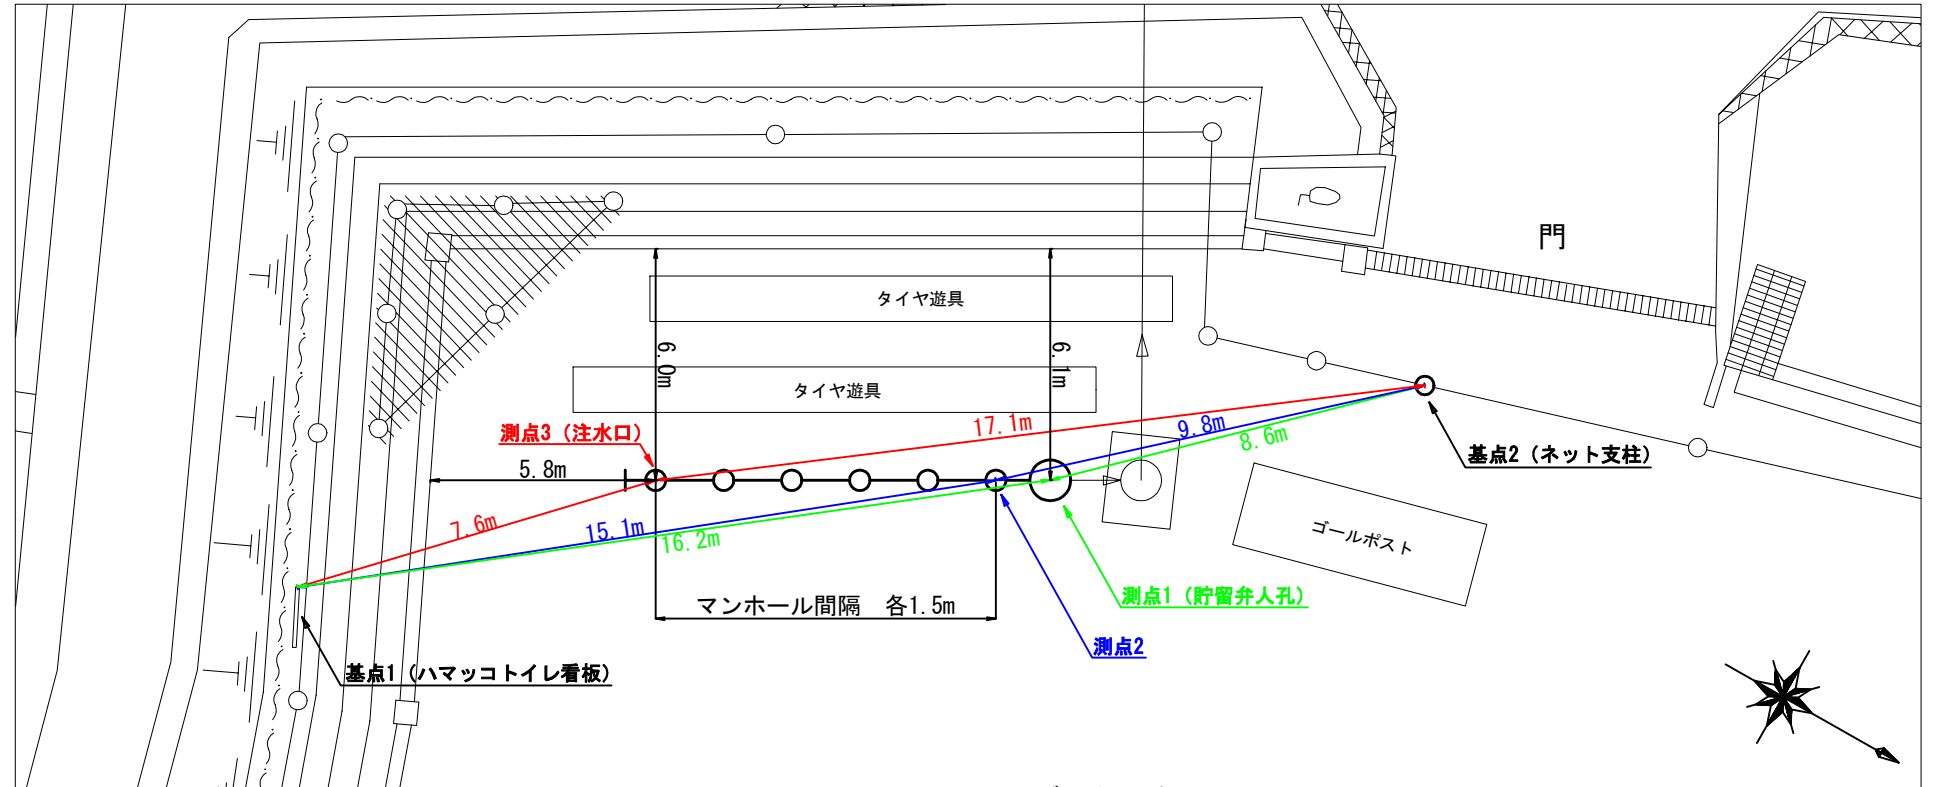 門
タイヤ遊具
6.0m
6.1m
タイヤ遊具
17.1m
9.8m
8.6m
測点3（注水口）
基点2（ネット支柱）
5.8m
7.6m
15.1m
16.2m
ゴールポスト
測点1（貯留弁人孔）
マンホール間隔　各1.5m
測点2
基点1（ハマッコトイレ看板）